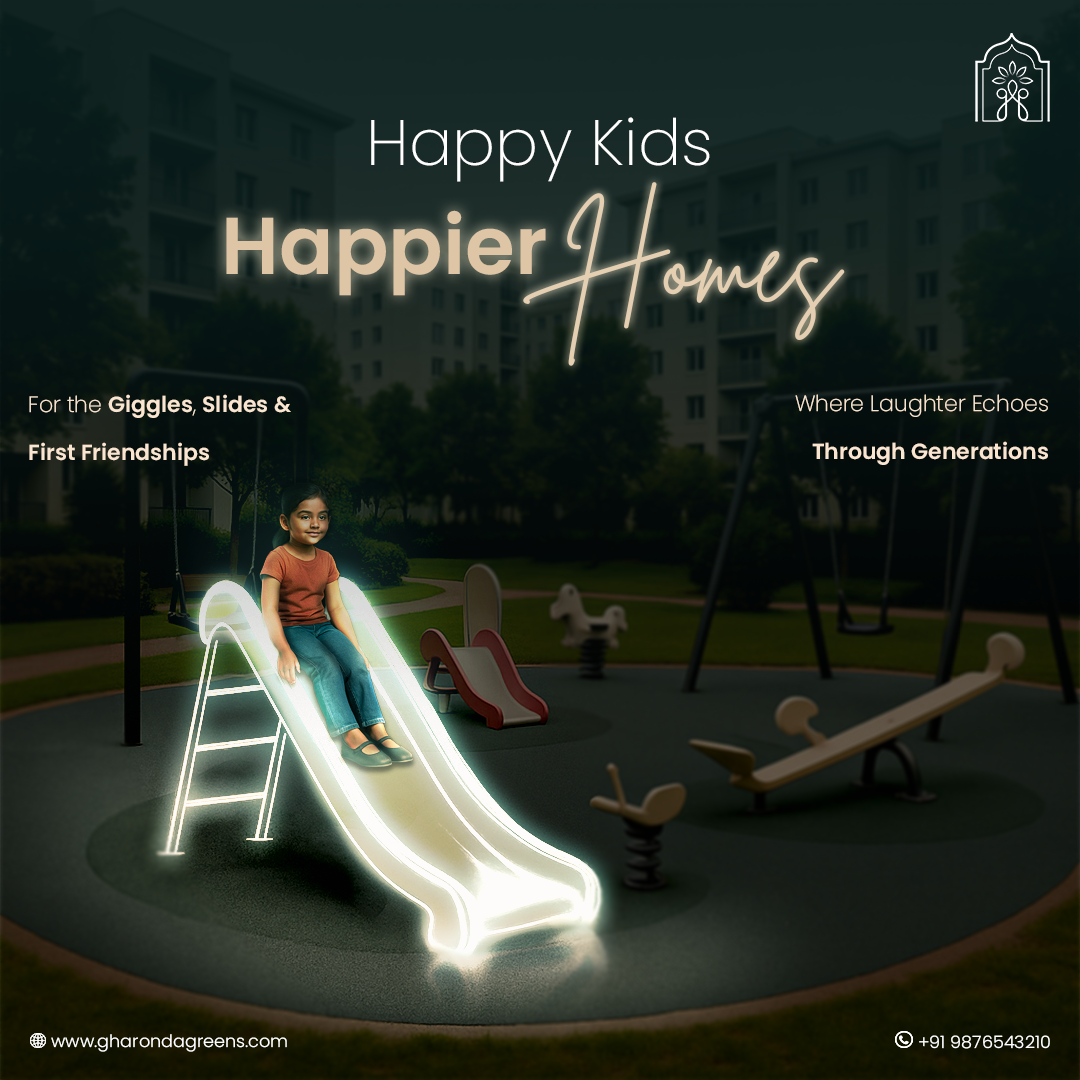 Happy Kids
Happier Homes
For the Giggles, Slides &
First Friendships
Where Laughter Echoes
Through Generations
www.gharondagreens.com
+91 9876543210